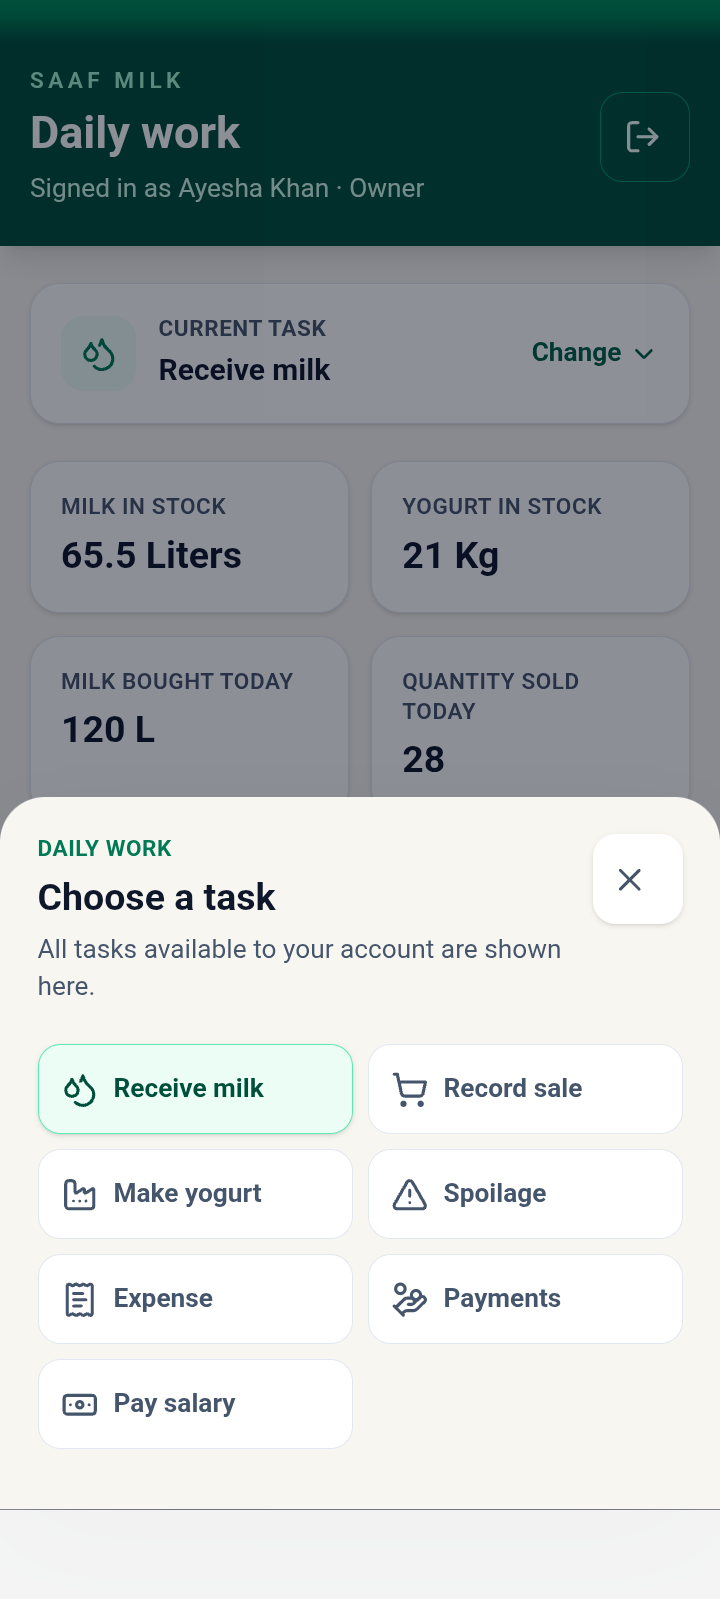 SAAF MILK
Daily work
Signed in as Ayesha Khan · Owner
CURRENT TASK
Receive milk
Change
MILK IN STOCK
65.5 Liters
YOGURT IN STOCK
21 Kg
MILK BOUGHT TODAY
120 L
QUANTITY SOLD
TODAY
28
DAILY WORK
Choose a task
All tasks available to your account are shown
here.
Receive milk
Record sale
Make yogurt
Spoilage
Expense
Payments
Pay salary